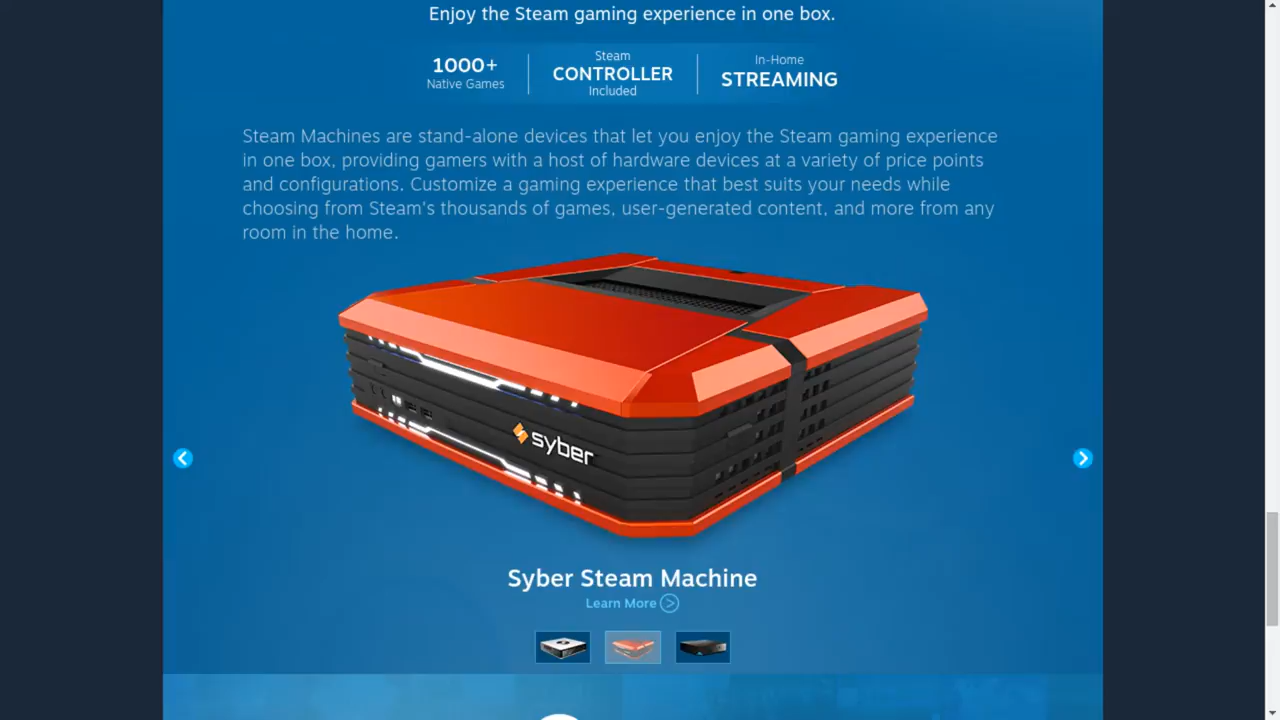 Enjoy the Steam gaming experience in one box.
1000+
Native Games
Steam
CONTROLLER
Included
In-Home
STREAMING
Steam Machines are stand-alone devices that let you enjoy the Steam gaming experience
in one box, providing gamers with a host of hardware devices at a variety of price points
and configurations. Customize a gaming experience that best suits your needs while
choosing from Steam's thousands of games, user-generated content, and more from any
room in the home.
syber
Syber Steam Machine
Learn More